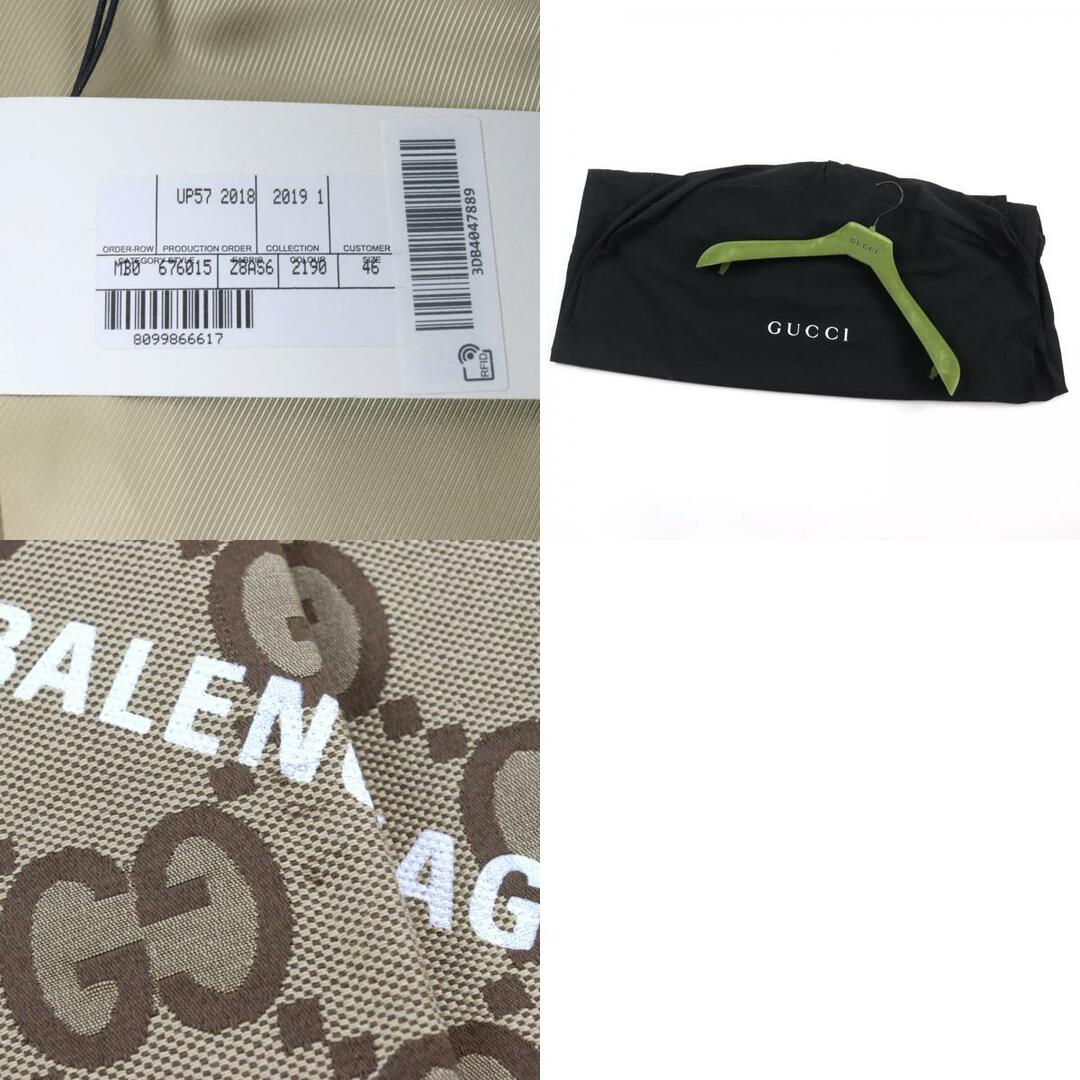 UP57 2018 2019 1
ORDER-ROW PRODUCTION ORDER COLLECTION CUSTOMER
CATEGORY STYLE FABRIC COLOUR SIZE
MB0 676015 Z8AS6 2190 46
8099866617
3DB4047889
RFID
GUCCI
GUCCI
BALEN
AG